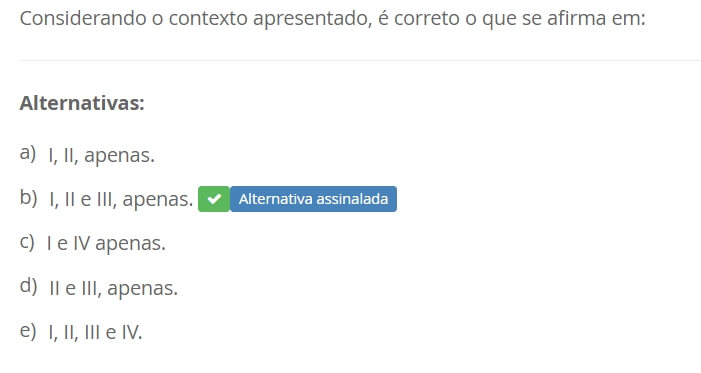 Considerando o contexto apresentado, é correto o que se afirma em:
Alternativas:
a) I, II, apenas.
b) I, II e III, apenas. Alternativa assinalada
c) I e IV apenas.
d) II e III, apenas.
e) I, II, III e IV.